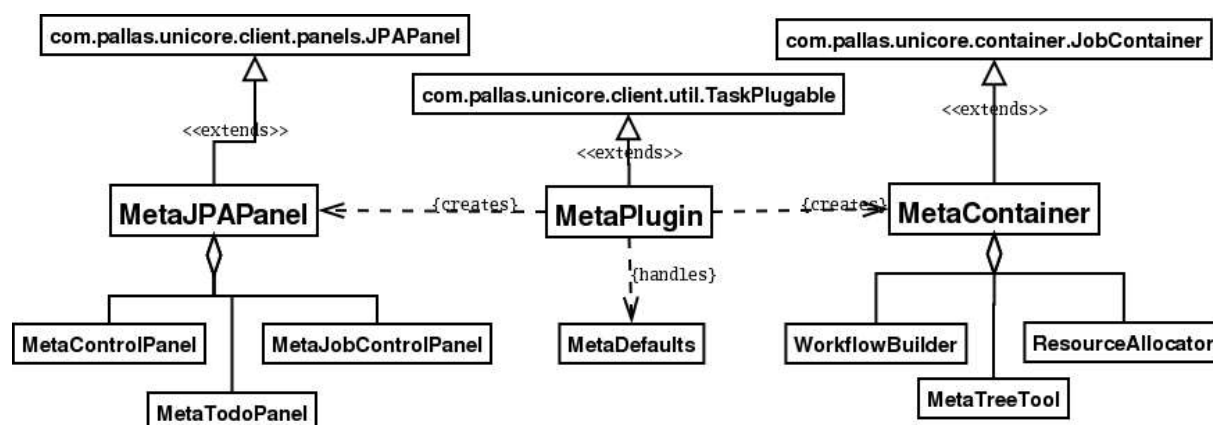 com.pallas.unicore.client.panels.JPAPanel
com.pallas.unicore.container.JobContainer
com.pallas.unicore.client.util.TaskPlugable
<<extends>>
<<extends>>
<<extends>>
MetaJPAPanel
{creates}
MetaPlugin
{creates}
MetaContainer
{handles}
MetaControlPanel
MetaJobControlPanel
MetaDefaults
WorkflowBuilder
ResourceAllocator
MetaTodoPanel
MetaTreeTool